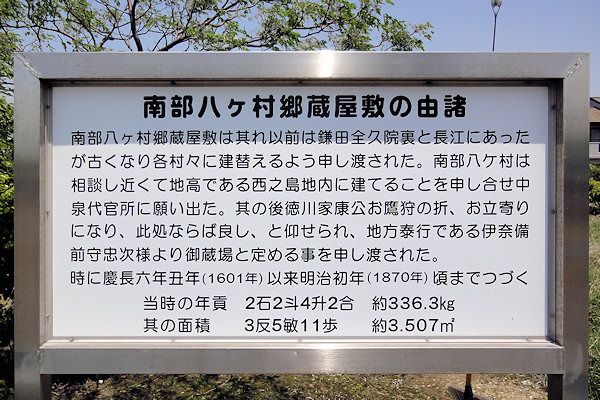 南部八ヶ村郷蔵屋敷の由諸
南部八ヶ村郷蔵屋敷は其れ以前は鎌田全久院裏と長江にあった
が古くなり各村々に建替えるよう申し渡された。南部八ケ村は
相談し近くて地高である西之島地内に建てることを申し合せ中
泉代官所に願い出た。其の後徳川家康公お鷹狩の折、お立寄り
になり、此処ならば良し、と仰せられ、地方泰行である伊奈備
前守忠次様より御蔵場と定める事を申し渡された。
時に慶長六年丑年(1601年)以来明治初年(1870年)頃までつづく
当時の年貢 2石2斗4升2合 約336.3kg
其の面積 3反5敏11歩 約3.507㎡